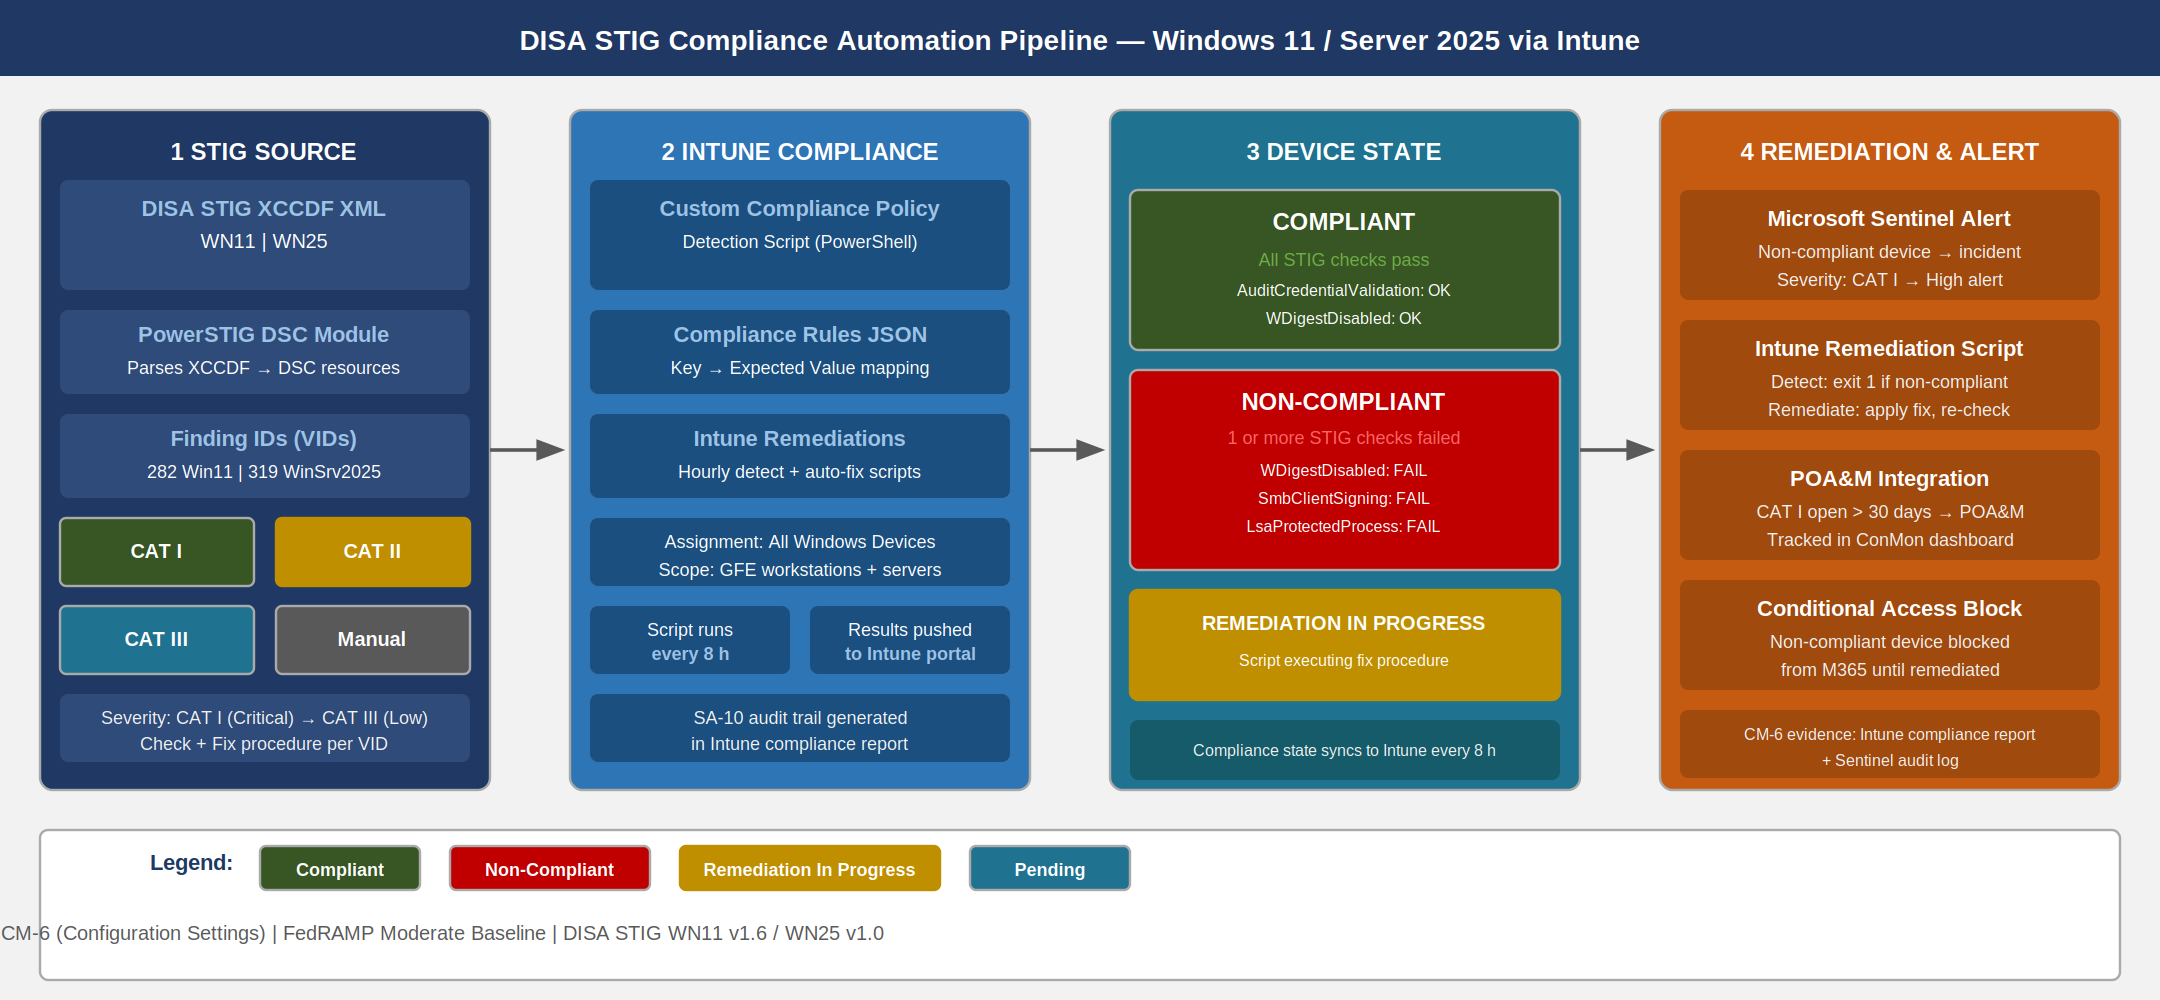 DISA STIG Compliance Automation Pipeline — Windows 11 / Server 2025 via Intune
1 STIG SOURCE
DISA STIG XCCDF XML
WN11 | WN25
PowerSTIG DSC Module
Parses XCCDF → DSC resources
Finding IDs (VIDs)
282 Win11 | 319 WinSrv2025
CAT I
CAT II
CAT III
Manual
Severity: CAT I (Critical) → CAT III (Low)
Check + Fix procedure per VID
2 INTUNE COMPLIANCE
Custom Compliance Policy
Detection Script (PowerShell)
Compliance Rules JSON
Key → Expected Value mapping
Intune Remediations
Hourly detect + auto-fix scripts
Assignment: All Windows Devices
Scope: GFE workstations + servers
Script runs
every 8 h
Results pushed
to Intune portal
SA-10 audit trail generated
in Intune compliance report
3 DEVICE STATE
COMPLIANT
All STIG checks pass
AuditCredentialValidation: OK
WDigestDisabled: OK
NON-COMPLIANT
1 or more STIG checks failed
WDigestDisabled: FAIL
SmbClientSigning: FAIL
LsaProtectedProcess: FAIL
REMEDIATION IN PROGRESS
Script executing fix procedure
Compliance state syncs to Intune every 8 h
4 REMEDIATION & ALERT
Microsoft Sentinel Alert
Non-compliant device → incident
Severity: CAT I → High alert
Intune Remediation Script
Detect: exit 1 if non-compliant
Remediate: apply fix, re-check
POA&M Integration
CAT I open > 30 days → POA&M
Tracked in ConMon dashboard
Conditional Access Block
Non-compliant device blocked
from M365 until remediated
CM-6 evidence: Intune compliance report
+ Sentinel audit log
Legend:
Compliant
Non-Compliant
Remediation In Progress
Pending
CM-6 (Configuration Settings) | FedRAMP Moderate Baseline | DISA STIG WN11 v1.6 / WN25 v1.0